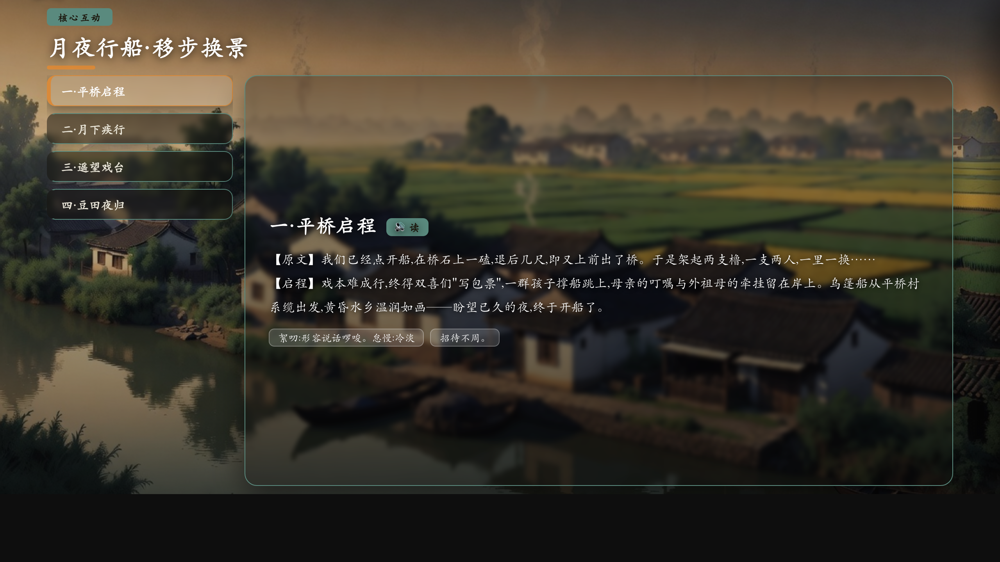 核心互动
月夜行船·移步换景
一·平桥启程
二·月下疾行
三·遥望戏台
四·豆田夜归
一·平桥启程
读
【原文】我们已经点开船,在桥石上一磕,退后几尺,即又上前出了桥。于是架起两支橹,一支两人,一里一换……
【启程】戏本难成行,终得双喜们"写包票",一群孩子撑船跳上,母亲的叮嘱与外祖母的牵挂留在岸上。乌篷船从平桥村
系缆出发,黄昏水乡温润如画——盼望已久的夜,终于开船了。
絮叨:形容说话啰唆。怠慢:冷淡
招待不周。